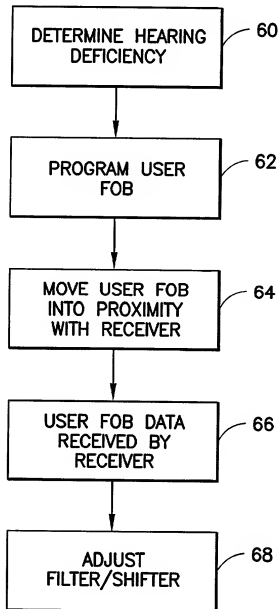 DETERMINE HEARING
DEFICIENCY
60
PROGRAM USER
FOB
62
MOVE USER FOB
INTO PROXIMITY
WITH RECEIVER
64
USER FOB DATA
RECEIVED BY
RECEIVER
66
ADJUST
FILTER/SHIFTER
68